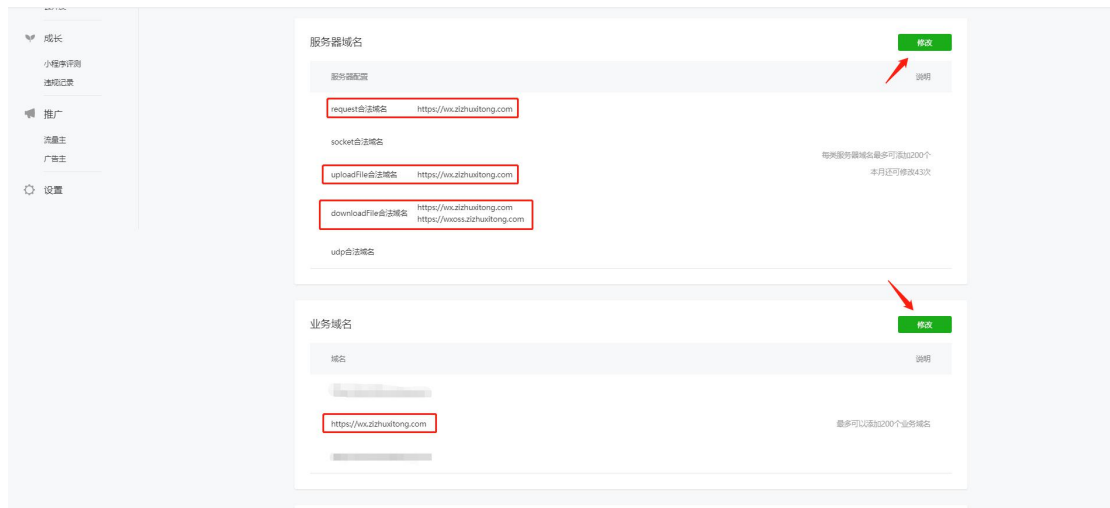 成长
小程序评测
违规记录
推广
流量主
广告主
设置
服务器域名
修改
服务器配置
说明
request合法域名 https://wx.zizhuxitong.com
socket合法域名
每类服务器域名最多可添加200个
uploadFile合法域名 https://wx.zizhuxitong.com
本月还可修改43次
downloadFile合法域名 https://wx.zizhuxitong.com
https://wxoss.zizhuxitong.com
udp合法域名
业务域名
修改
域名
说明
https://wx.zizhuxitong.com
最多可以添加200个业务域名